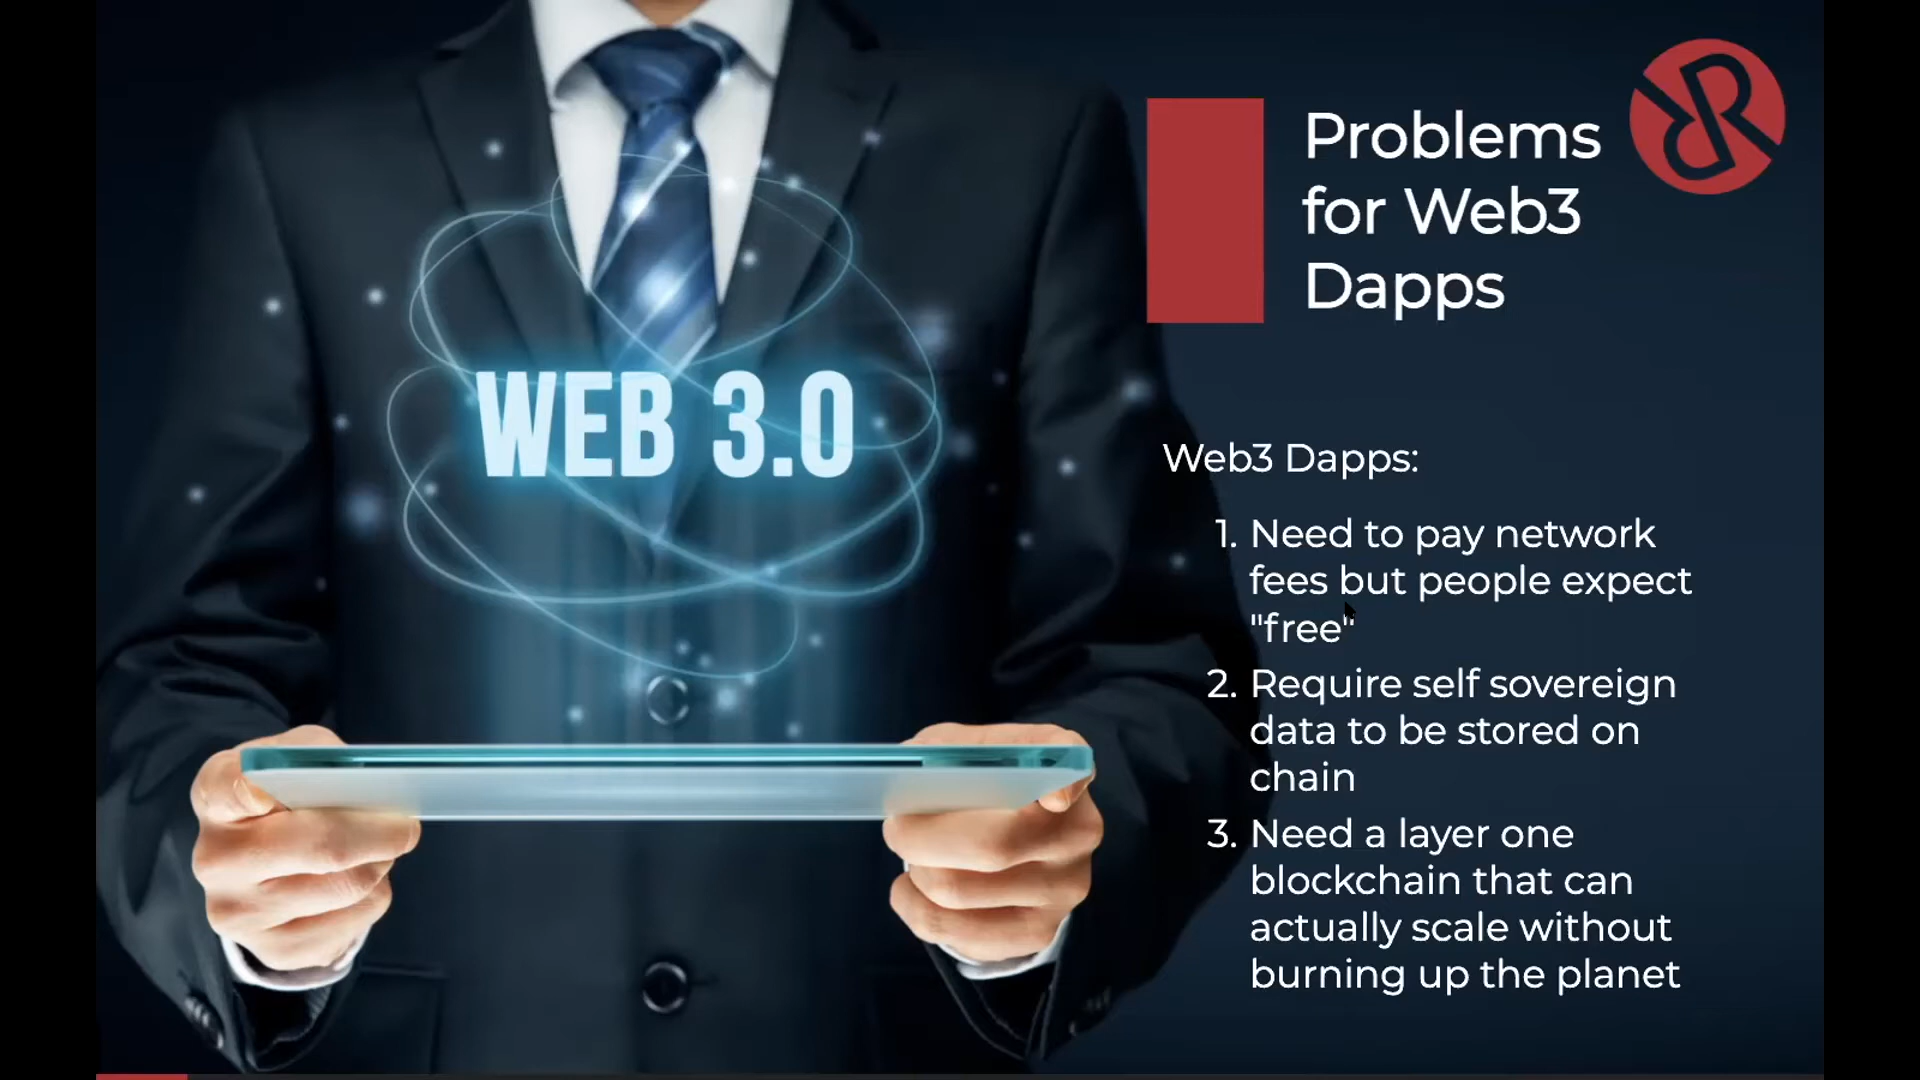 Problems
for Web3
Dapps
WEB 3.0
Web3 Dapps:
1. Need to pay network
fees but people expect
"free"
2. Require self sovereign
data to be stored on
chain
3. Need a layer one
blockchain that can
actually scale without
burning up the planet